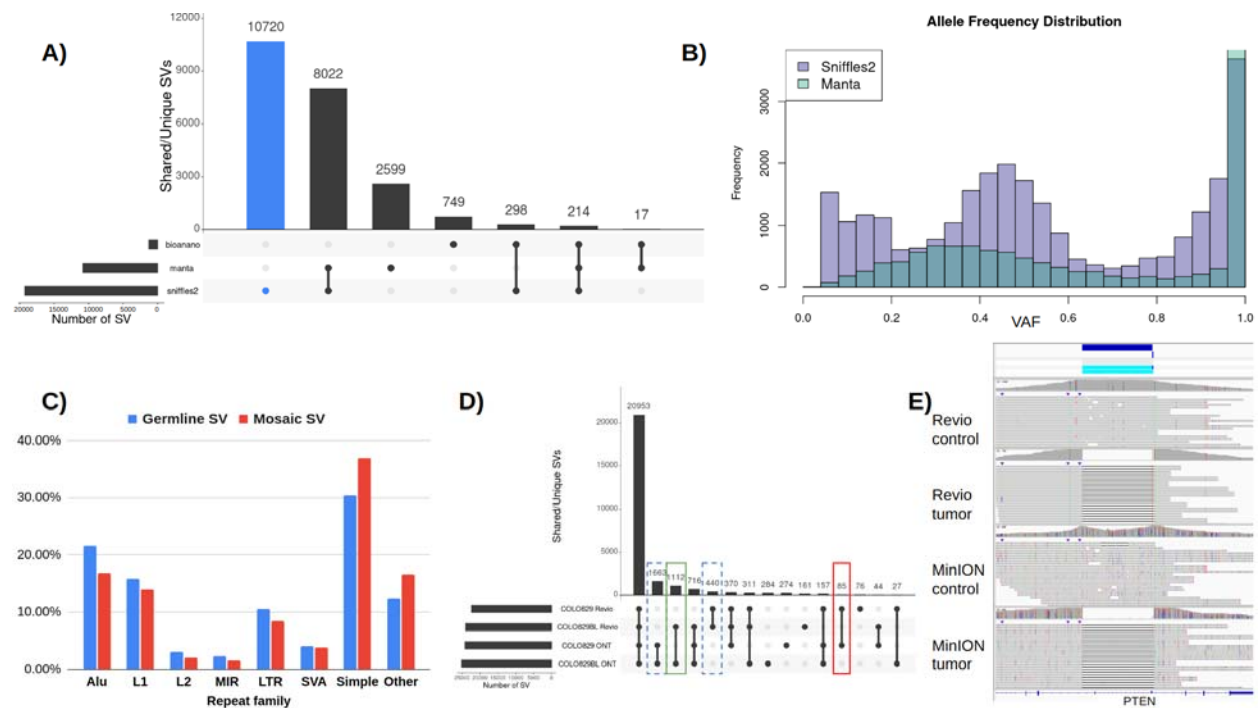 A)
12000
9000
6000
3000
0
Shared/Unique SVs
10720
8022
2599
749
298
214
17
bioanano
manta
sniffles2
20000
15000
10000
5000
0
Number of SV
B)
Allele Frequency Distribution
Sniffles2
Manta
Frequency
3000
2000
1000
0
0.0
0.2
0.4
0.6
0.8
1.0
VAF
C)
Germline SV
Mosaic SV
40.00%
30.00%
20.00%
10.00%
0.00%
Alu
L1
L2
MIR
LTR
SVA
Simple
Other
Repeat family
D)
20000
15000
10000
5000
0
Shared/Unique SVs
20953
1663
1112
716
440
370
311
284
274
161
157
85
76
44
27
COLO829 Revio
COLO829BL Revio
COLO829 ONT
COLO829BL ONT
Number of SV
E)
Revio
control
Revio
tumor
MinION
control
MinION
tumor
PTEN